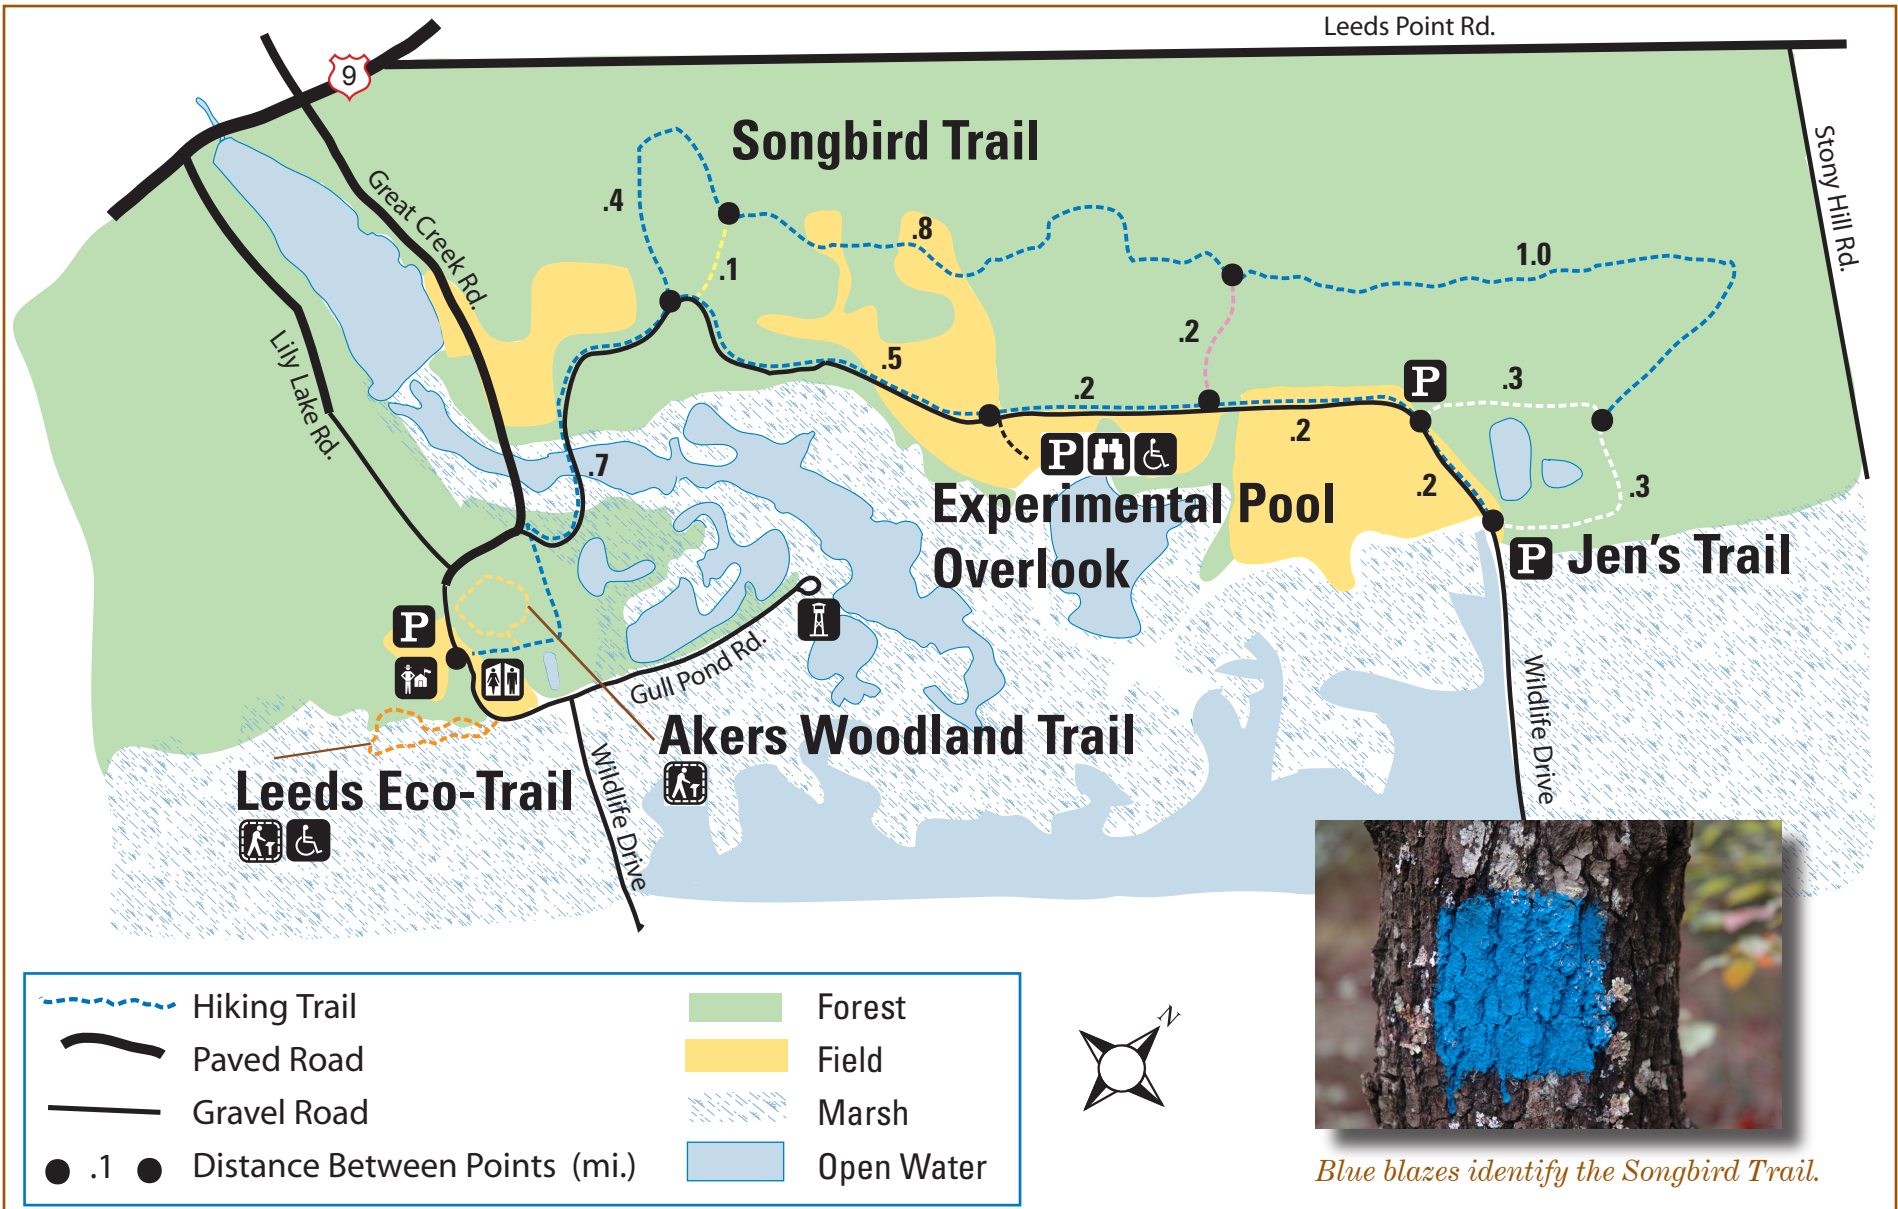 Leeds Point Rd.
9
Songbird Trail
Great Creek Rd.
Stony Hill Rd.
.4
.8
.1
1.0
Lily Lake Rd.
.5
.2
.2
P
.3
.2
.7
P
.2
.3
Experimental Pool
Overlook
P
Jen's Trail
P
Gull Pond Rd.
Wildlife Drive
Akers Woodland Trail
Leeds Eco-Trail
Wildlife Drive
Hiking Trail
Paved Road
Gravel Road
.1
Distance Between Points (mi.)
Forest
Field
Marsh
Open Water
N
Blue blazes identify the Songbird Trail.